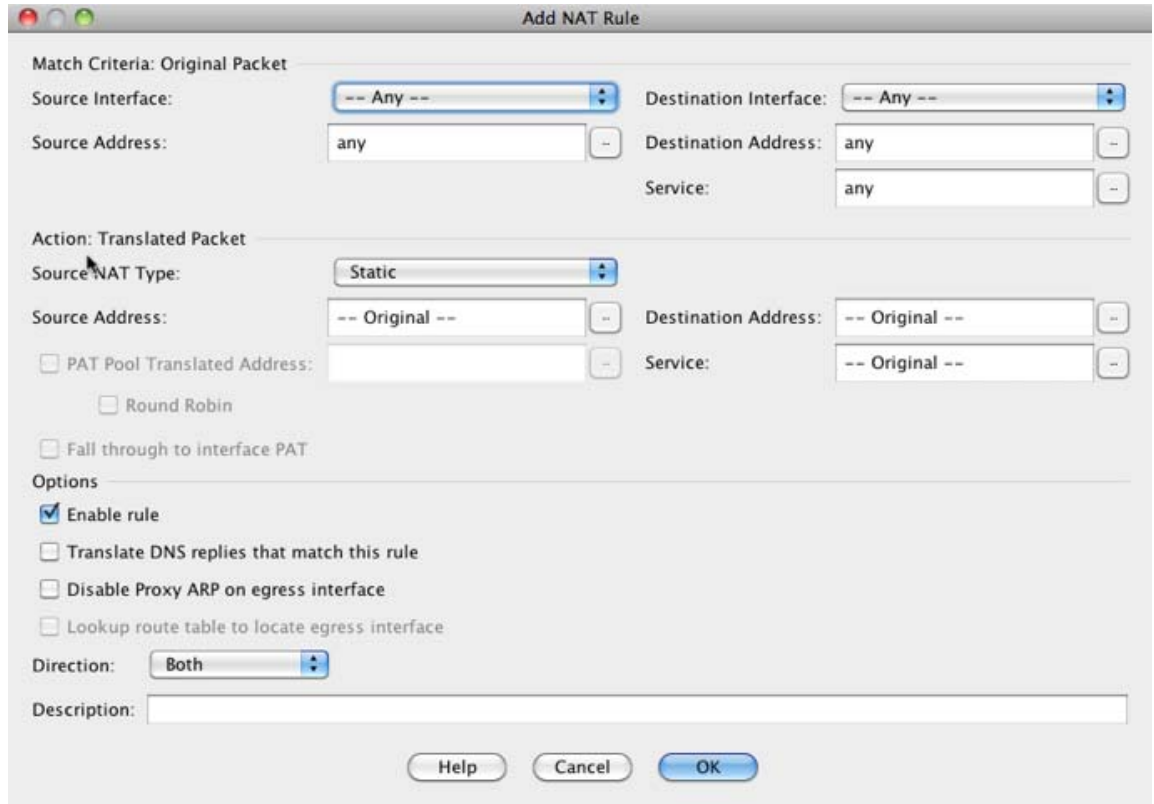 Add NAT Rule
Match Criteria: Original Packet
Source Interface: -- Any -- Destination Interface: -- Any --
Source Address: any .. Destination Address: any ..
Service: any ..
Action: Translated Packet
Source NAT Type: Static
Source Address: -- Original -- .. Destination Address: -- Original -- ..
PAT Pool Translated Address: .. Service: -- Original -- ..
Round Robin
Fall through to interface PAT
Options
Enable rule
Translate DNS replies that match this rule
Disable Proxy ARP on egress interface
Lookup route table to locate egress interface
Direction: Both
Description:
Help Cancel OK